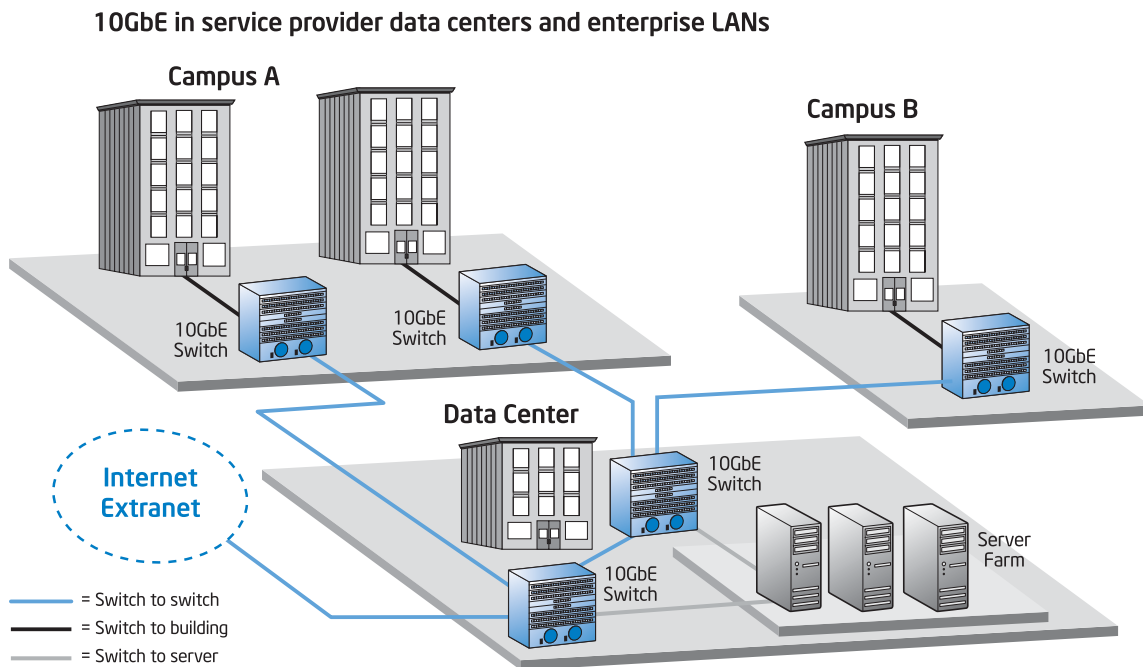 10GbE in service provider data centers and enterprise LANs
Campus A
Campus B
10GbE
Switch
10GbE
Switch
10GbE
Switch
Data Center
10GbE
Switch
Internet
Extranet
Server
Farm
10GbE
Switch
= Switch to switch
= Switch to building
= Switch to server